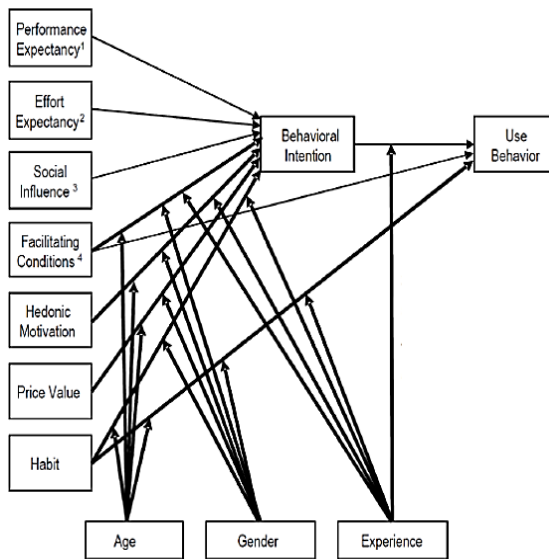 Performance
Expectancy¹
Effort
Expectancy²
Behavioral
Intention
Use
Behavior
Social
Influence ³
Facilitating
Conditions ⁴
Hedonic
Motivation
Price Value
Habit
Age
Gender
Experience